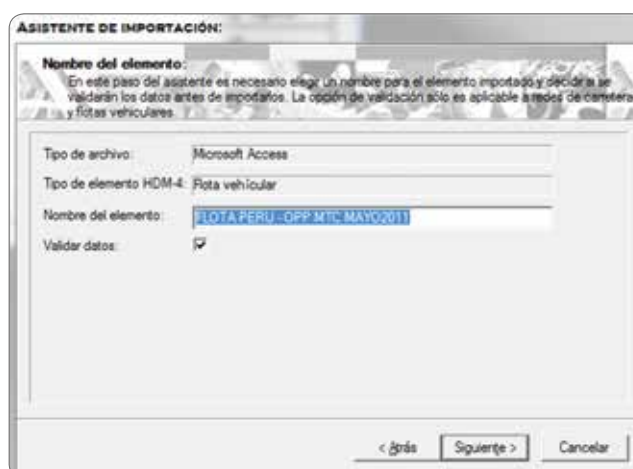 ASISTENTE DE IMPORTACIÓN:
Nombre del elemento:
En este paso del asistente es necesario elegir un nombre para el elemento importado y decidir si se
validarán los datos antes de importarlos. La opción de validación sólo es aplicable a redes de carretera
y flotas vehiculares.
Tipo de archivo: Microsoft Access
Tipo de elemento HDM-4: Flota vehícular
Nombre del elemento: FLOTA PERU - OPP.MTC.MAYO2011
Validar datos:
< Atrás Siguiente > Cancelar